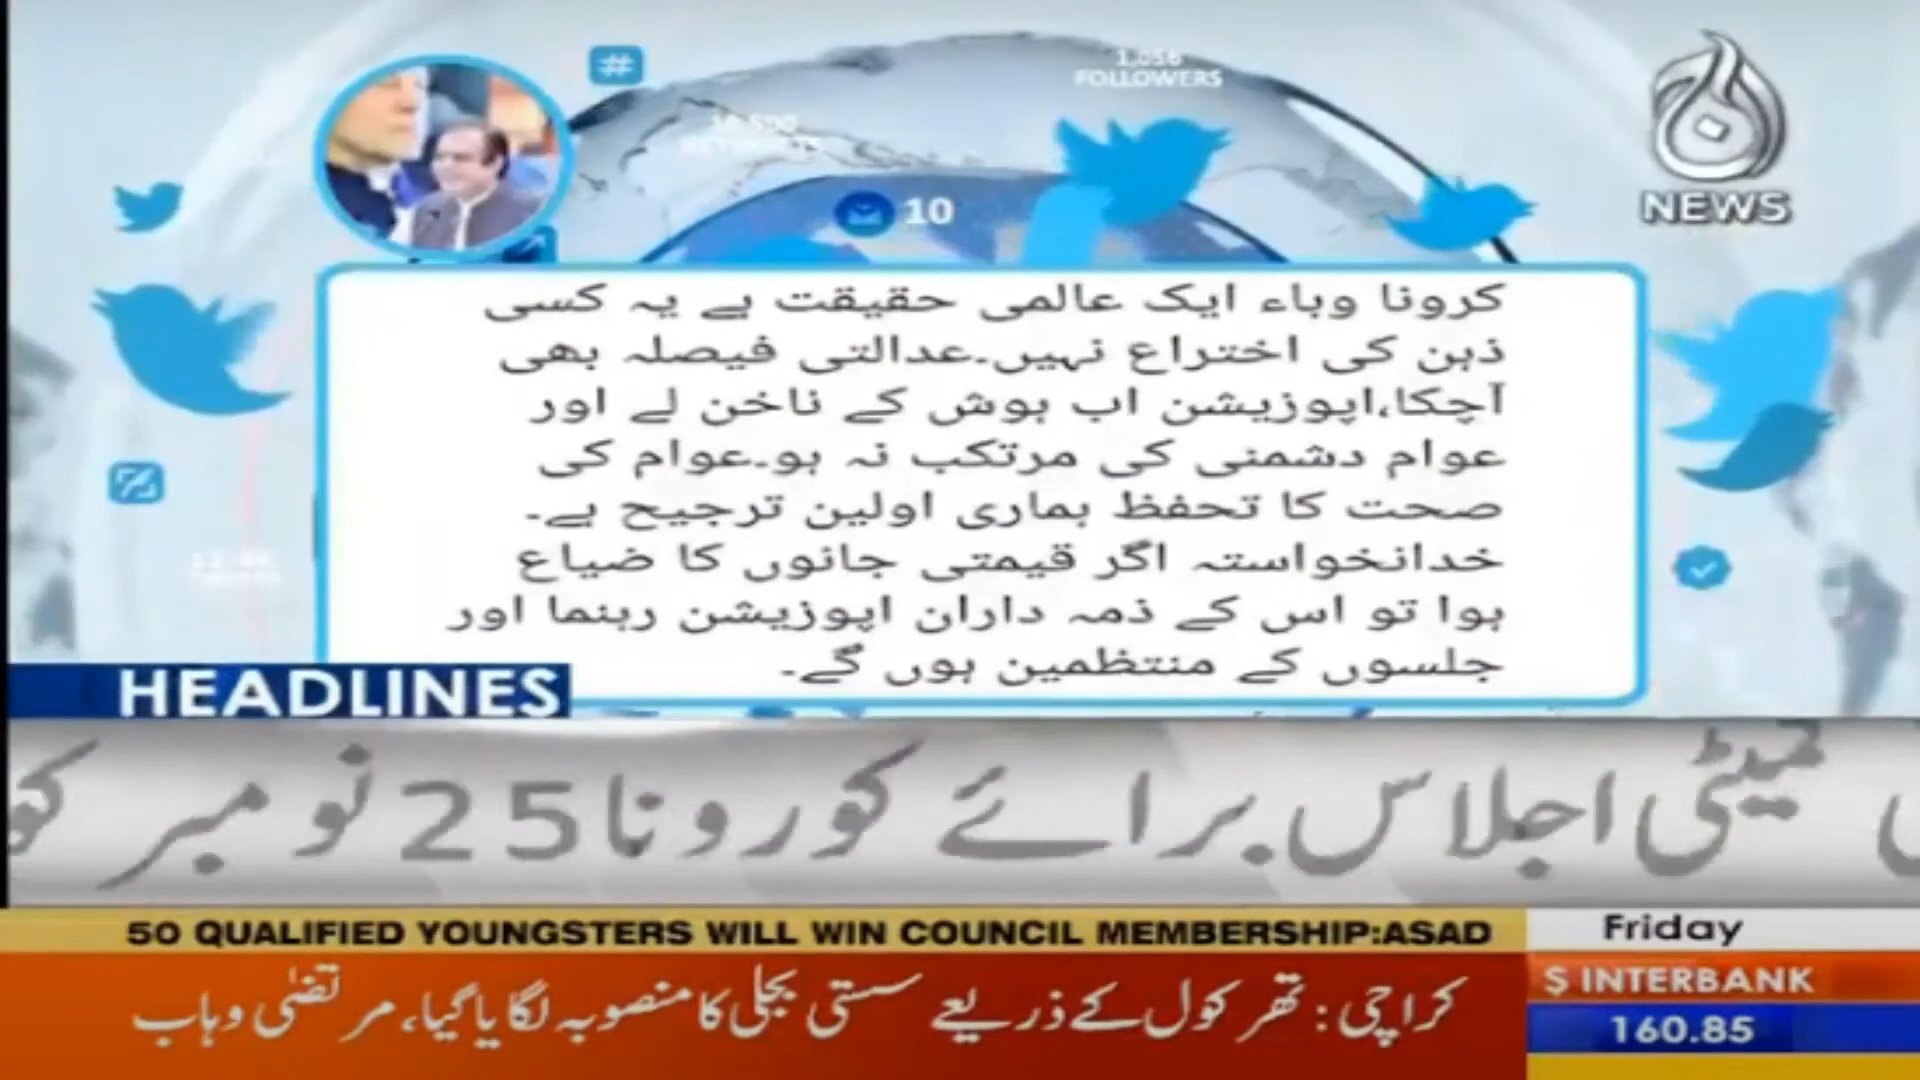 #
1,056
FOLLOWERS
10
NEWS
کرونا وباء ایک عالمی حقیقت ہے یہ کسی
ذہن کی اختراع نہیں۔عدالتی فیصلہ بھی
آچکا،اپوزیشن اب ہوش کے ناخن لے اور
عوام دشمنی کی مرتکب نہ ہو۔عوام کی
صحت کا تحفظ ہماری اولین ترجیح ہے۔
خدانخواستہ اگر قیمتی جانوں کا ضیاع
ہوا تو اس کے ذمہ داران اپوزیشن رہنما اور
جلسوں کے منتظمین ہوں گے۔
HEADLINES
کمیٹی اجلاس برائے کورونا 25 نومبر کو
50 QUALIFIED YOUNGSTERS WILL WIN COUNCIL MEMBERSHIP:ASAD
Friday
$ INTERBANK
160.85
کراچی: تھر کول کے ذریعے سستی بجلی کا منصوبہ لگایا گیا، مرتضیٰ وہاب